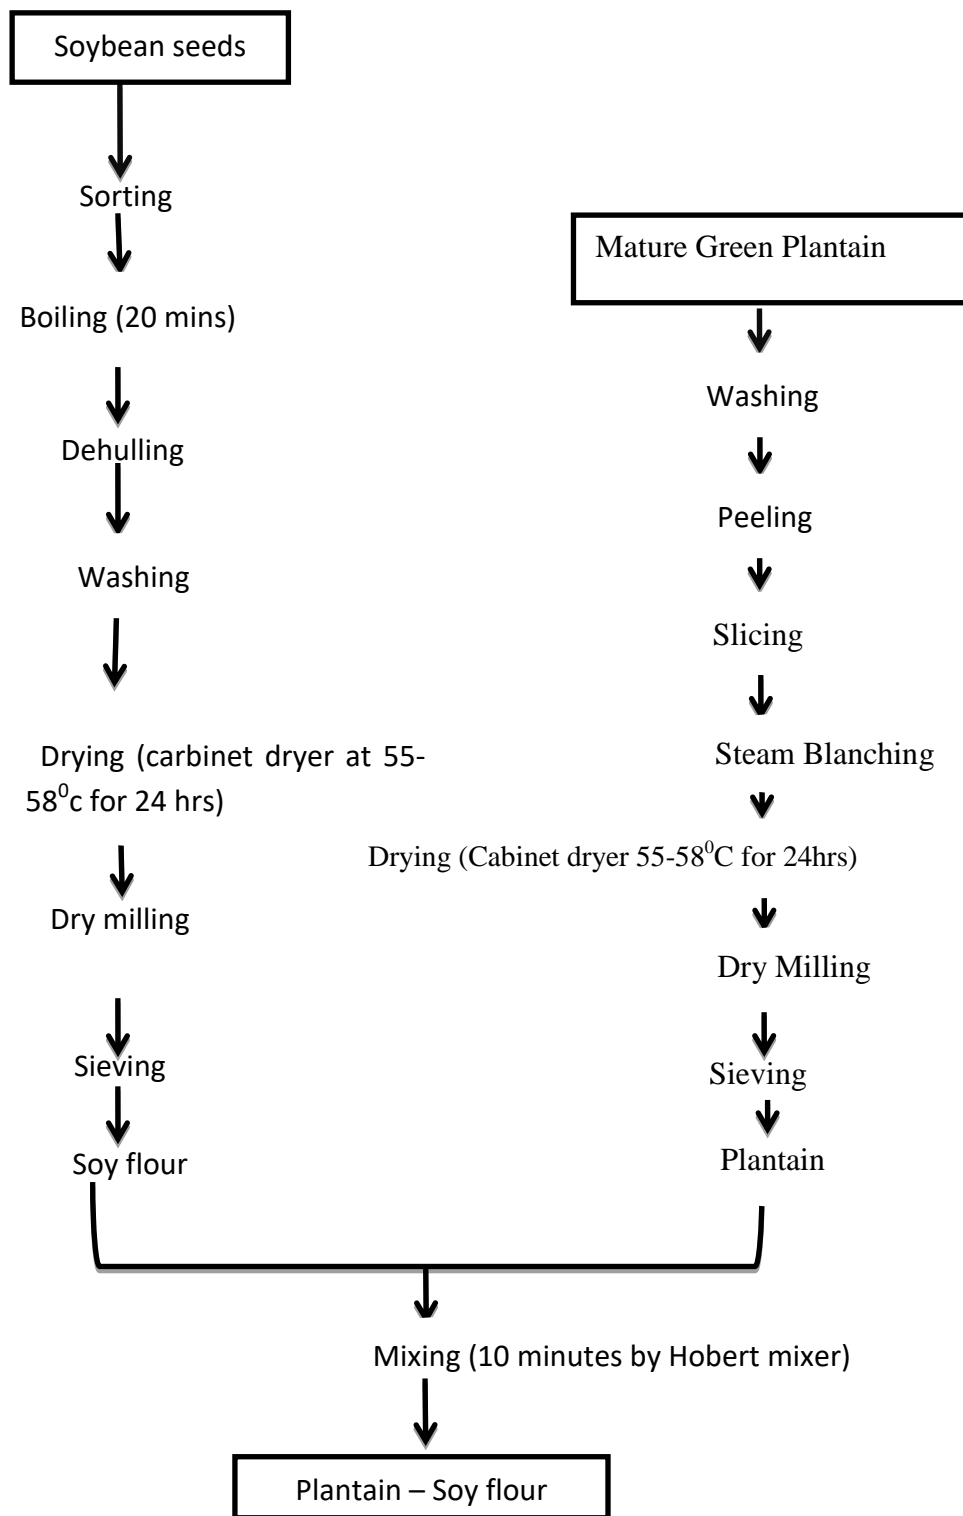 Soybean seeds
Sorting
Boiling (20 mins)
Dehulling
Washing
Drying (carbinet dryer at 55-
58⁰c for 24 hrs)
Dry milling
Sieving
Soy flour
Mature Green Plantain
Washing
Peeling
Slicing
Steam Blanching
Drying (Cabinet dryer 55-58⁰C for 24hrs)
Dry Milling
Sieving
Plantain
Mixing (10 minutes by Hobert mixer)
Plantain – Soy flour